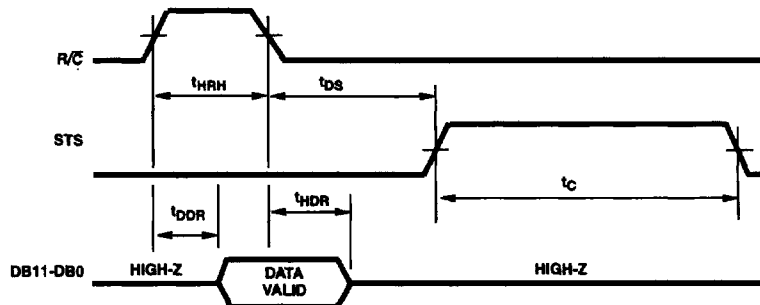 R/C̅
tHRH
tDS
STS
tC
tDDR
tHDR
DB11-DB0
HIGH-Z
DATA
VALID
HIGH-Z